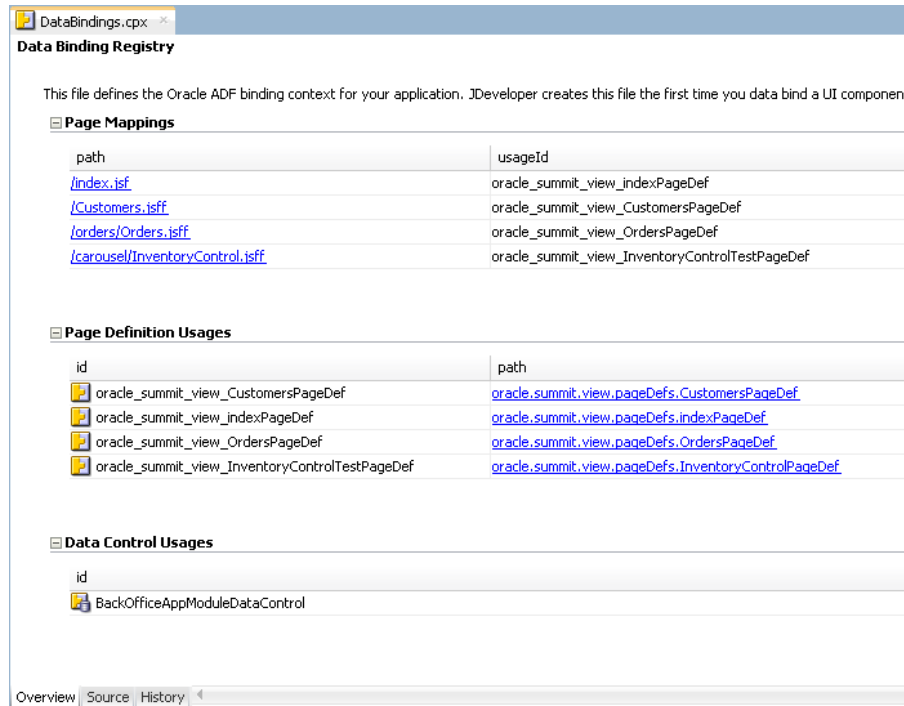 DataBindings.cpx
Data Binding Registry
This file defines the Oracle ADF binding context for your application. JDeveloper creates this file the first time you data bind a UI componen
Page Mappings
path usageId
/index.jsf oracle_summit_view_indexPageDef
/Customers.jsff oracle_summit_view_CustomersPageDef
/orders/Orders.jsff oracle_summit_view_OrdersPageDef
/carousel/InventoryControl.jsff oracle_summit_view_InventoryControlTestPageDef
Page Definition Usages
id path
oracle_summit_view_CustomersPageDef oracle.summit.view.pageDefs.CustomersPageDef
oracle_summit_view_indexPageDef oracle.summit.view.pageDefs.indexPageDef
oracle_summit_view_OrdersPageDef oracle.summit.view.pageDefs.OrdersPageDef
oracle_summit_view_InventoryControlTestPageDef oracle.summit.view.pageDefs.InventoryControlPageDef
Data Control Usages
id
BackOfficeAppModuleDataControl
Overview Source History